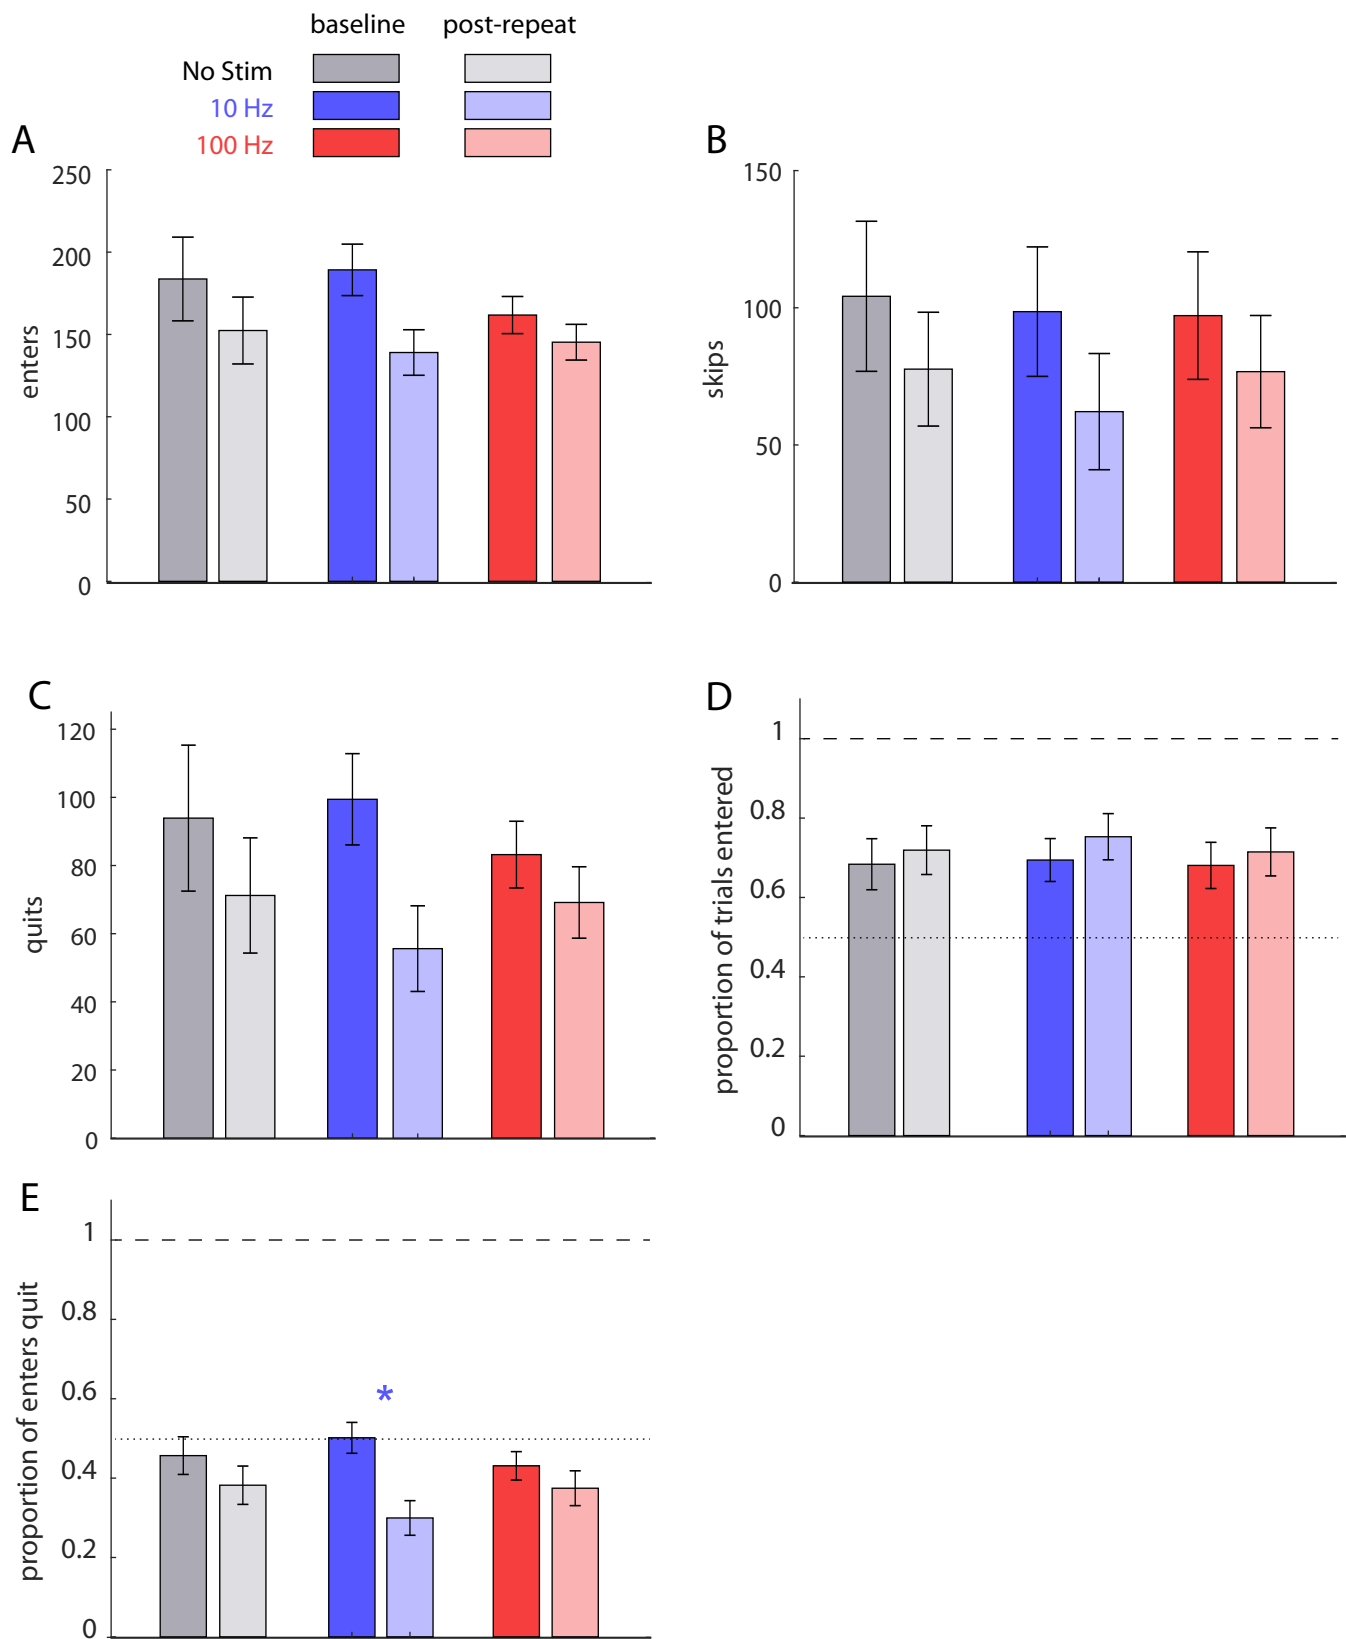 baseline post-repeat
No Stim
10 Hz
100 Hz
A
250
200
150
100
50
0
enters
B
150
100
50
0
skips
C
120
100
80
60
40
20
0
quits
D
1
0.8
0.6
0.4
0.2
0
proportion of trials entered
E
1
0.8
0.6
0.4
0.2
0
proportion of enters quit
*